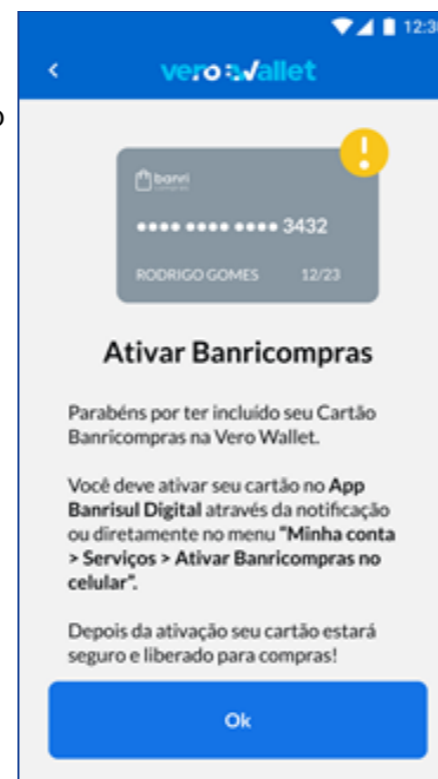 12:30
vero wallet
banri
compras
•••• •••• •••• 3432
RODRIGO GOMES 12/23
Ativar Banricompras
Parabéns por ter incluído seu Cartão
Banricompras na Vero Wallet.
Você deve ativar seu cartão no App
Banrisul Digital através da notificação
ou diretamente no menu "Minha conta
> Serviços > Ativar Banricompras no
celular".
Depois da ativação seu cartão estará
seguro e liberado para compras!
Ok